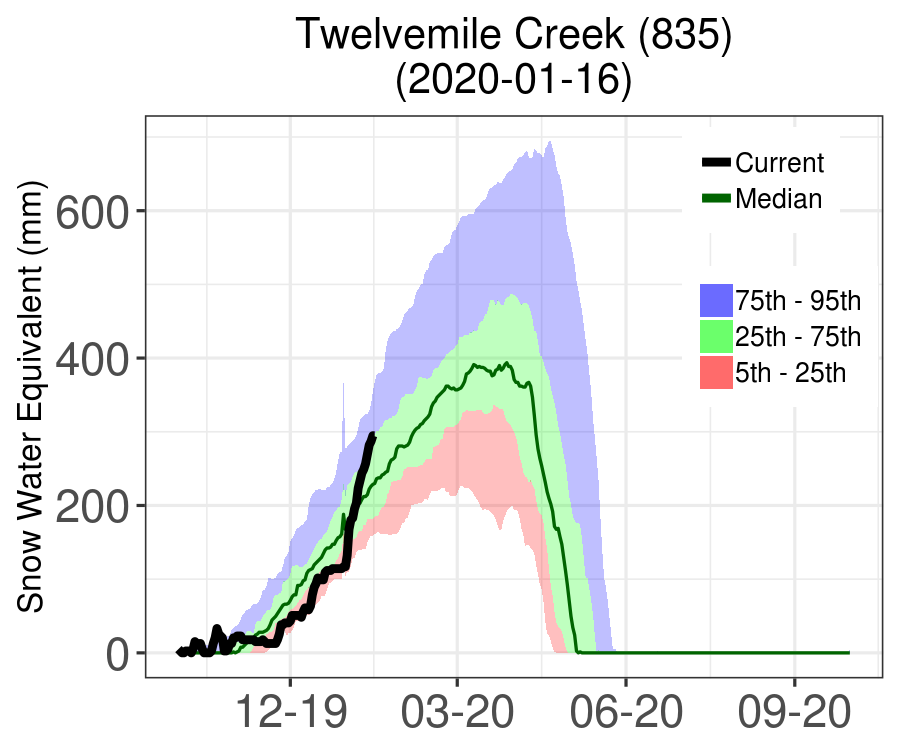 Twelvemile Creek (835)
(2020-01-16)
Snow Water Equivalent (mm)
600
400
200
0
12-19 03-20 06-20 09-20
Current
Median
75th - 95th
25th - 75th
5th - 25th